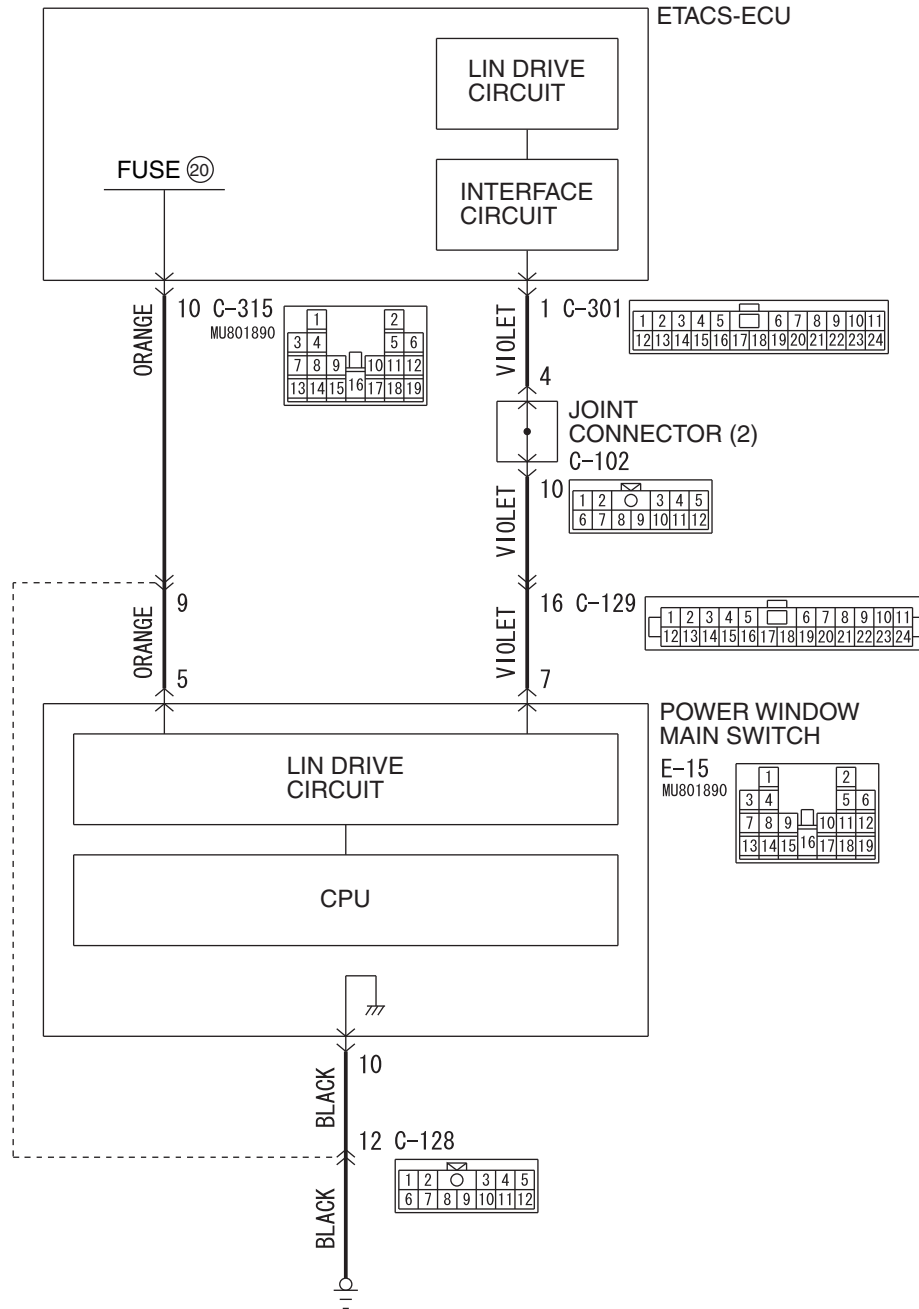 ETACS-ECU
LIN DRIVE
CIRCUIT
FUSE ⑳
INTERFACE
CIRCUIT
ORANGE
10 C-315
MU801890
1 2
3 4 5 6
7 8 9 10 11 12
13 14 15 16 17 18 19
VIOLET
1 C-301
1 2 3 4 5 6 7 8 9 10 11
12 13 14 15 16 17 18 19 20 21 22 23 24
4
JOINT
CONNECTOR (2)
C-102
10
1 2 3 4 5
6 7 8 9 10 11 12
VIOLET
ORANGE
9
16 C-129
1 2 3 4 5 6 7 8 9 10 11
12 13 14 15 16 17 18 19 20 21 22 23 24
VIOLET
5
7
POWER WINDOW
MAIN SWITCH
E-15
MU801890
1 2
3 4 5 6
7 8 9 10 11 12
13 14 15 16 17 18 19
LIN DRIVE
CIRCUIT
CPU
10
BLACK
12 C-128
1 2 3 4 5
6 7 8 9 10 11 12
BLACK